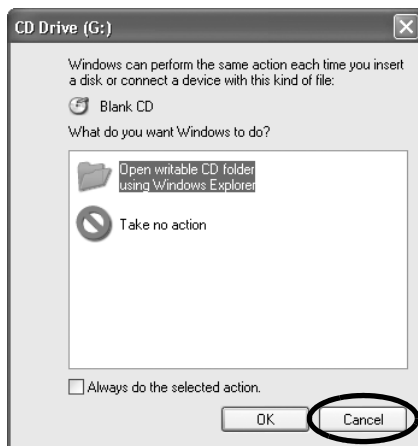 CD Drive (G:)
Windows can perform the same action each time you insert
a disk or connect a device with this kind of file:
Blank CD
What do you want Windows to do?
Open writable CD folder
using Windows Explorer
Take no action
Always do the selected action.
OK Cancel